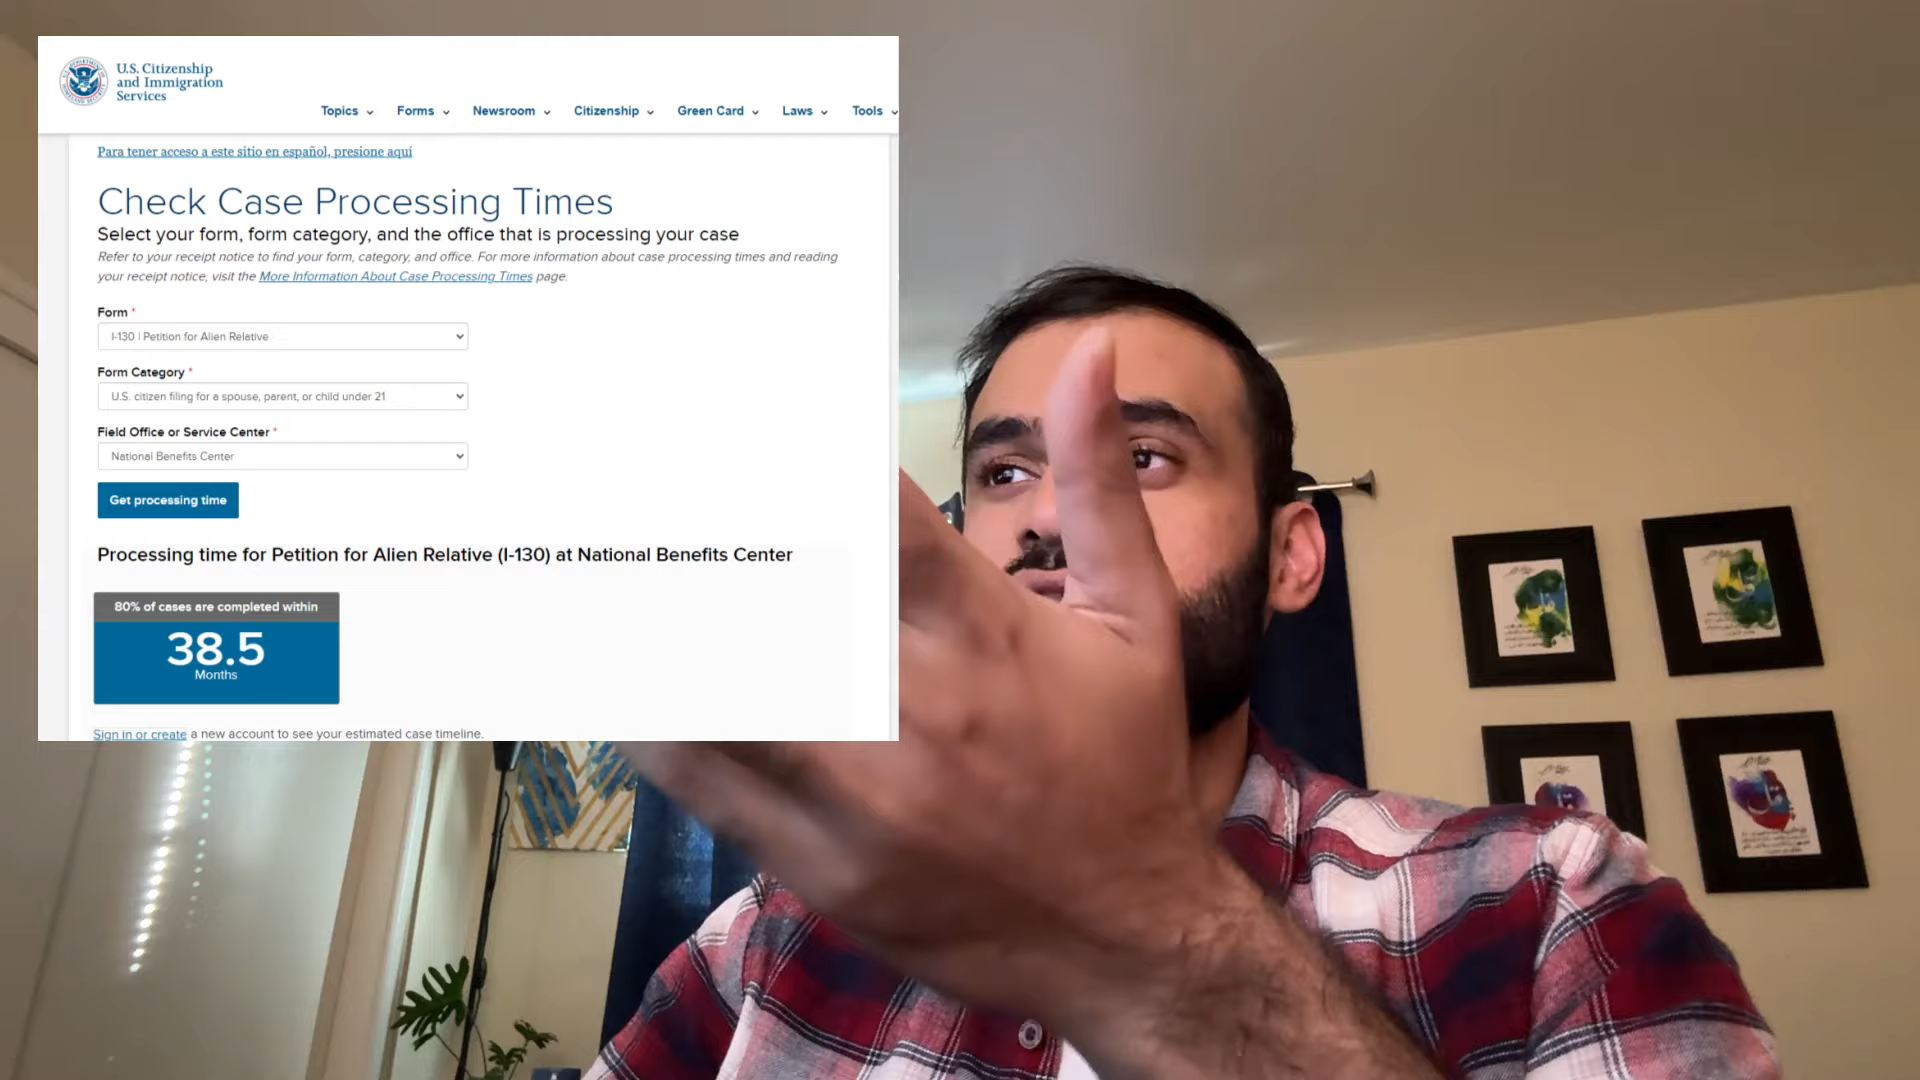 U.S. Citizenship
and Immigration
Services
Topics Forms Newsroom Citizenship Green Card Laws Tools
Para tener acceso a este sitio en español, presione aquí
Check Case Processing Times
Select your form, form category, and the office that is processing your case
Refer to your receipt notice to find your form, category, and office. For more information about case processing times and reading
your receipt notice, visit the More Information About Case Processing Times page.
Form *
I-130 | Petition for Alien Relative
Form Category *
U.S. citizen filing for a spouse, parent, or child under 21
Field Office or Service Center *
National Benefits Center
Get processing time
Processing time for Petition for Alien Relative (I-130) at National Benefits Center
80% of cases are completed within
38.5
Months
Sign in or create a new account to see your estimated case timeline.